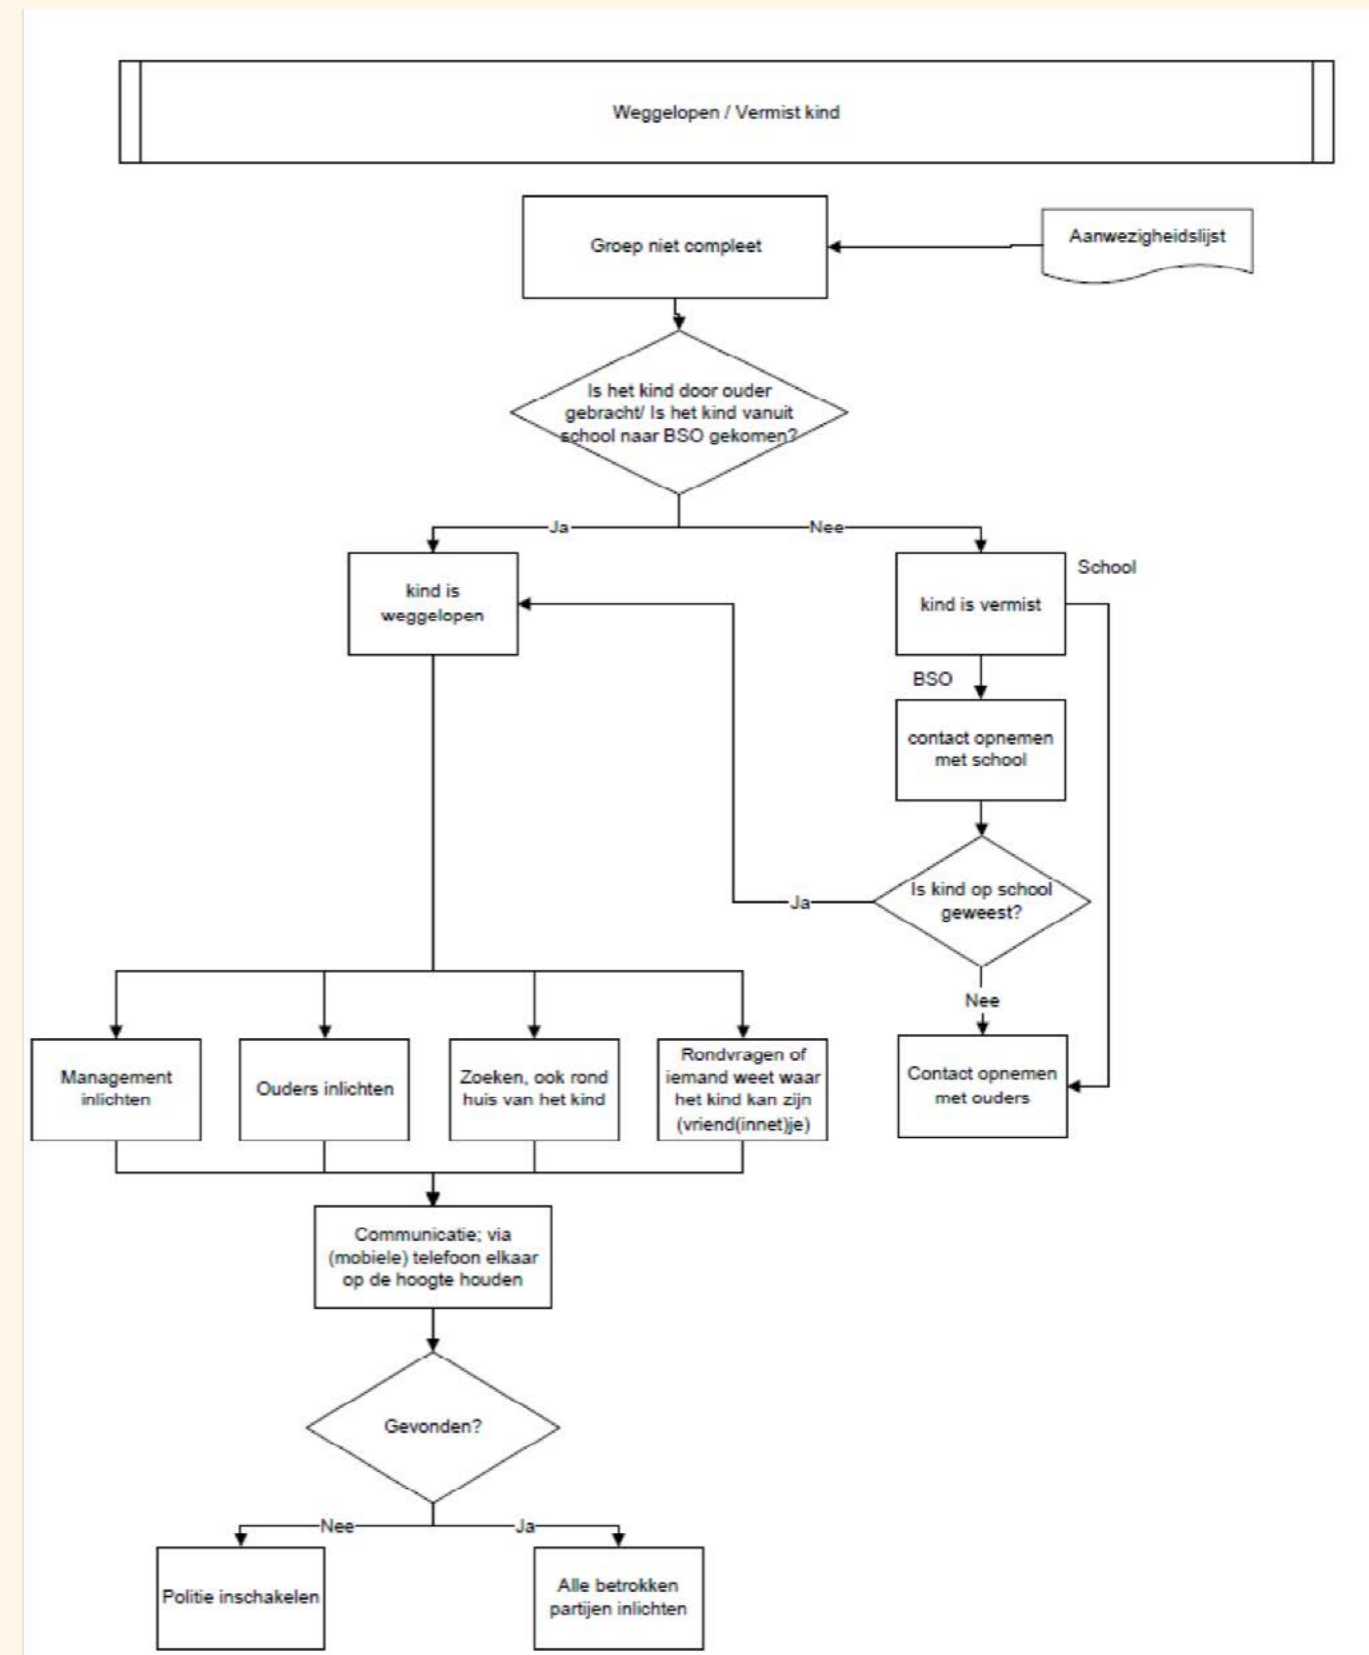 Weggelopen / Vermist kind
Groep niet compleet
Aanwezigheidslijst
Is het kind door ouder
gebracht/ Is het kind vanuit
school naar BSO gekomen?
Ja
Nee
kind is
weggelopen
kind is vermist
School
BSO
contact opnemen
met school
Is kind op school
geweest?
Ja
Nee
Contact opnemen
met ouders
Management
inlichten
Ouders inlichten
Zoeken, ook rond
huis van het kind
Rondvragen of
iemand weet waar
het kind kan zijn
(vriend(innet)je)
Communicatie; via
(mobiele) telefoon elkaar
op de hoogte houden
Gevonden?
Nee
Ja
Politie inschakelen
Alle betrokken
partijen inlichten